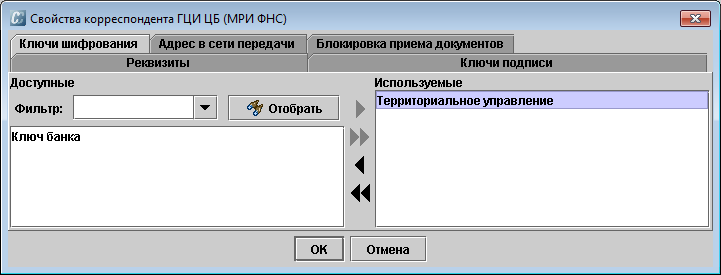 Свойства корреспондента ГЦИ ЦБ (МРИ ФНС)
Ключи шифрования Адрес в сети передачи Блокировка приема документов
Реквизиты Ключи подписи
Доступные Используемые
Фильтр: Отобрать
Территориальное управление
Ключ банка
ОК Отмена